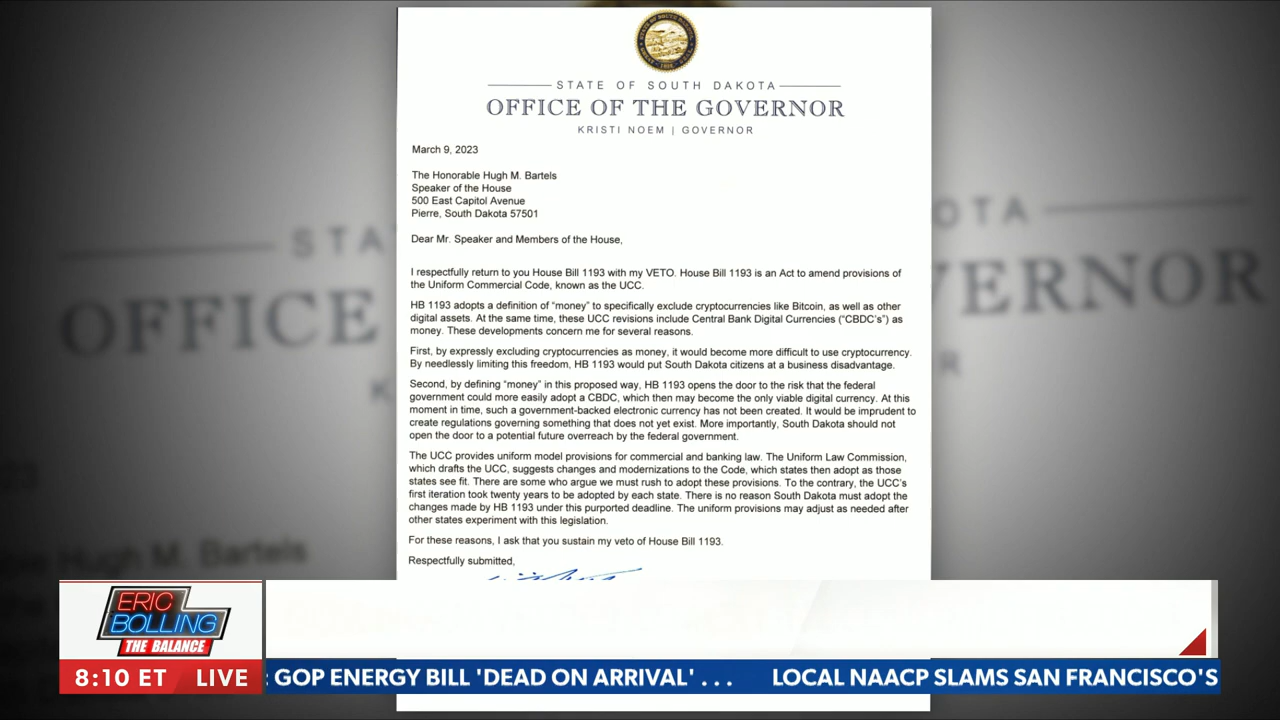 STATE OF SOUTH DAKOTA
OFFICE OF THE GOVERNOR
KRISTI NOEM | GOVERNOR
March 9, 2023
The Honorable Hugh M. Bartels
Speaker of the House
500 East Capitol Avenue
Pierre, South Dakota 57501
Dear Mr. Speaker and Members of the House,
I respectfully return to you House Bill 1193 with my VETO. House Bill 1193 is an Act to amend provisions of
the Uniform Commercial Code, known as the UCC.
HB 1193 adopts a definition of “money” to specifically exclude cryptocurrencies like Bitcoin, as well as other
digital assets. At the same time, these UCC revisions include Central Bank Digital Currencies (“CBDC’s”) as
money. These developments concern me for several reasons.
First, by expressly excluding cryptocurrencies as money, it would become more difficult to use cryptocurrency.
By needlessly limiting this freedom, HB 1193 would put South Dakota citizens at a business disadvantage.
Second, by defining “money” in this proposed way, HB 1193 opens the door to the risk that the federal
government could more easily adopt a CBDC, which then may become the only viable digital currency. At this
moment in time, such a government-backed electronic currency has not been created. It would be imprudent to
create regulations governing something that does not yet exist. More importantly, South Dakota should not
open the door to a potential future overreach by the federal government.
The UCC provides uniform model provisions for commercial and banking law. The Uniform Law Commission,
which drafts the UCC, suggests changes and modernizations to the Code, which states then adopt as those
states see fit. There are some who argue we must rush to adopt these provisions. To the contrary, the UCC’s
first iteration took twenty years to be adopted by each state. There is no reason South Dakota must adopt the
changes made by HB 1193 under this purported deadline. The uniform provisions may adjust as needed after
other states experiment with this legislation.
For these reasons, I ask that you sustain my veto of House Bill 1193.
Respectfully submitted,
STA
OTA
OFFICE
VERNOR
K
R
Hugh M. Bartels
ERIC
BOLLING
THE BALANCE
8:10 ET LIVE
: GOP ENERGY BILL 'DEAD ON ARRIVAL' . . . LOCAL NAACP SLAMS SAN FRANCISCO'S